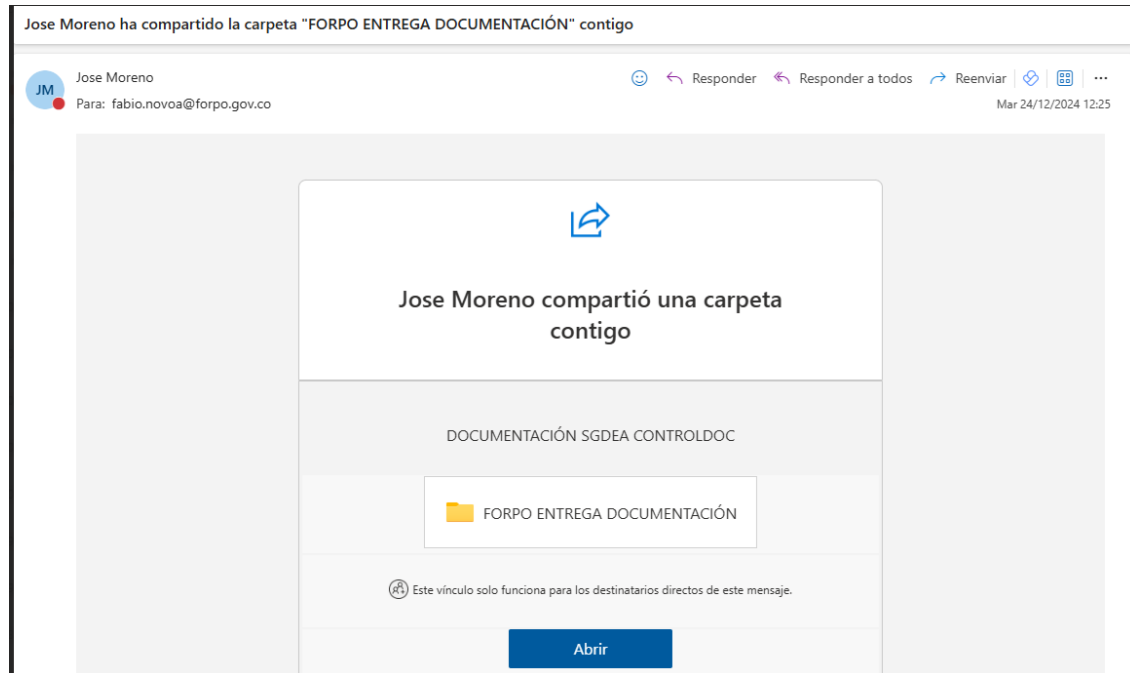 Jose Moreno ha compartido la carpeta "FORPO ENTREGA DOCUMENTACIÓN" contigo
JM
Jose Moreno
Responder
Responder a todos
Reenviar
Para: fabio.novoa@forpo.gov.co
Mar 24/12/2024 12:25
Jose Moreno compartió una carpeta
contigo
DOCUMENTACIÓN SGDEA CONTROLDOC
FORPO ENTREGA DOCUMENTACIÓN
Este vínculo solo funciona para los destinatarios directos de este mensaje.
Abrir